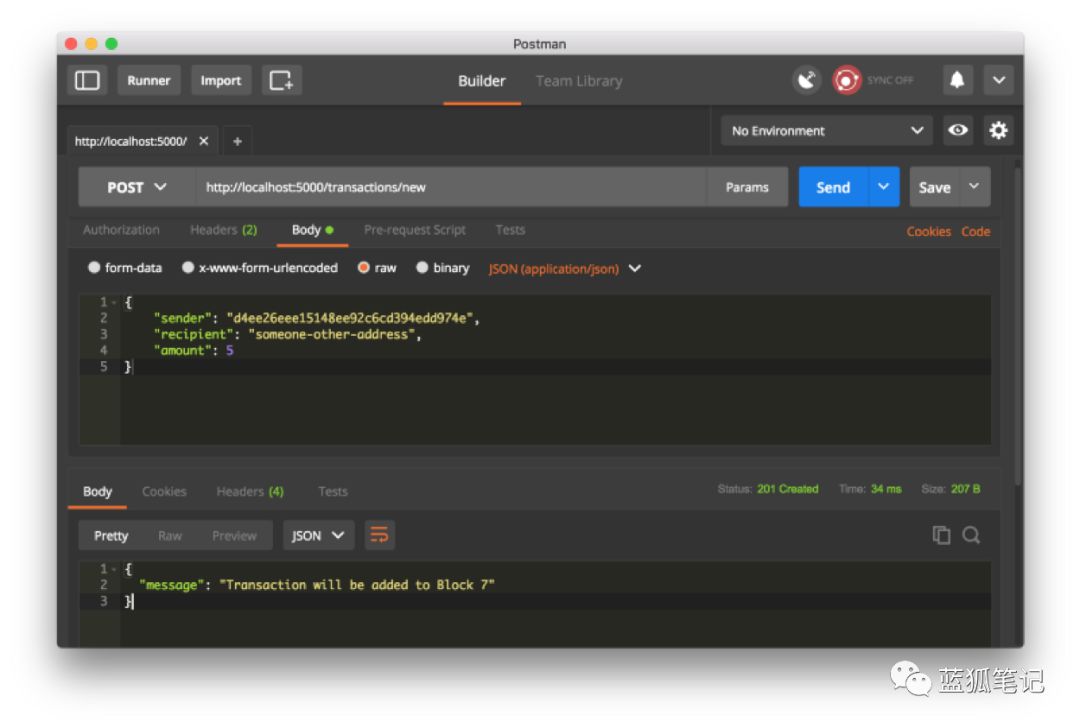 Postman
Runner Import Builder Team Library SYNC OFF
http://localhost:5000/ No Environment
POST http://localhost:5000/transactions/new Params Send Save
Authorization Headers (2) Body Pre-request Script Tests Cookies Code
form-data x-www-form-urlencoded raw binary JSON (application/json)
1 {
2 "sender": "d4ee26eee15148ee92c6cd394edd974e",
3 "recipient": "someone-other-address",
4 "amount": 5
5 }
Body Cookies Headers (4) Tests Status: 201 Created Time: 34 ms Size: 207 B
Pretty Raw Preview JSON
1 {
2 "message": "Transaction will be added to Block 7"
3 }
蓝狐笔记